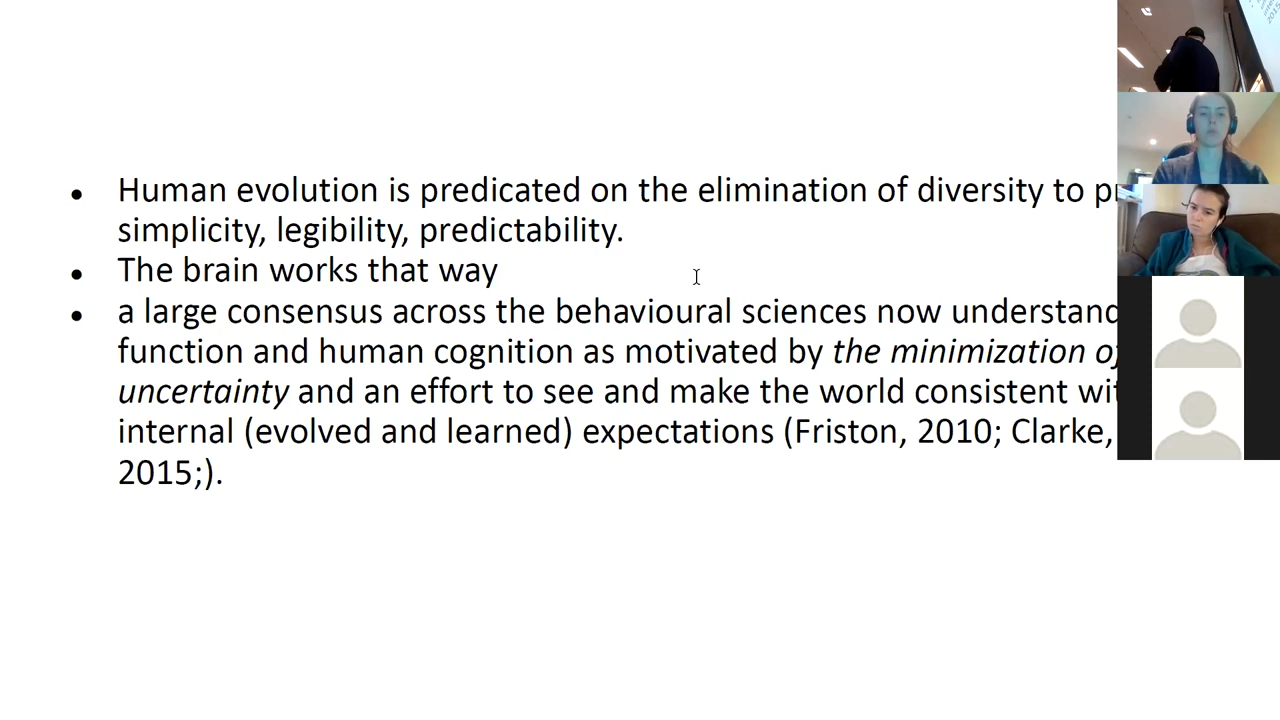 Human evolution is predicated on the elimination of diversity to
simplicity, legibility, predictability.
The brain works that way
a large consensus across the behavioural sciences now understand
function and human cognition as motivated by the minimization of
uncertainty and an effort to see and make the world consistent
internal (evolved and learned) expectations (Friston, 2010; Clarke,
2015;).